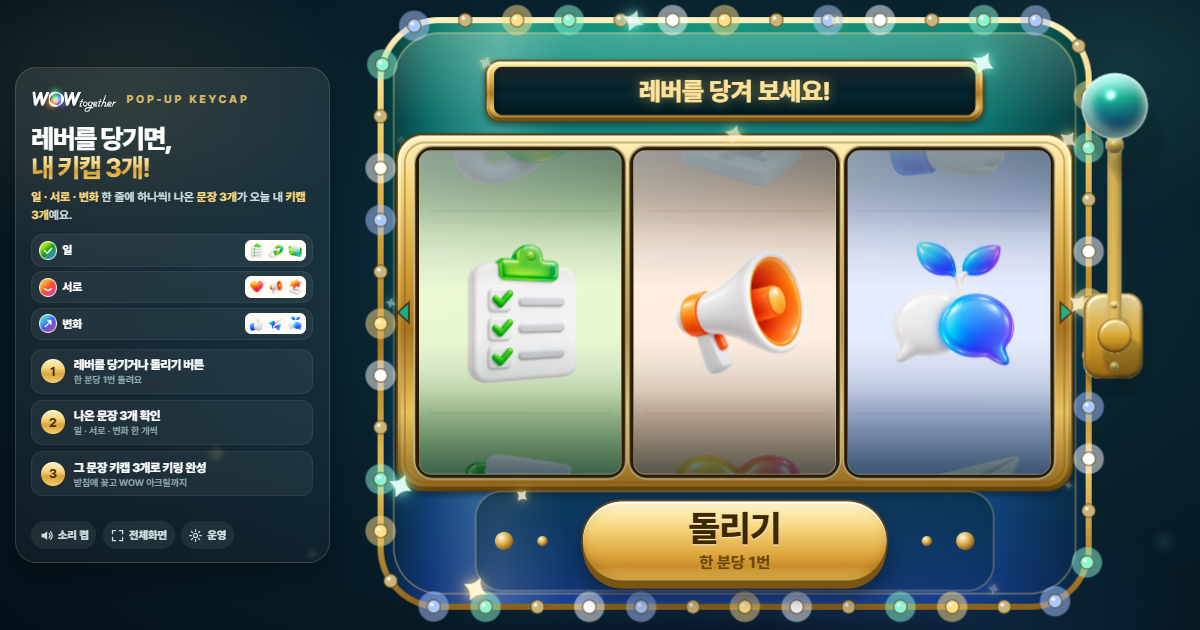 WOW together POP-UP KEYCAP
레버를 당기면,
내 키캡 3개!
일 · 서로 · 변화 한 줄에 하나씩! 나온 문장 3개가 오늘 내 키캡
3개예요.
일
서로
변화
1 레버를 당기거나 돌리기 버튼
한 분당 1번 돌려요
2 나온 문장 3개 확인
일 · 서로 · 변화 한 개씩
3 그 문장 키캡 3개로 키링 완성
받침에 꽂고 WOW 아크릴까지
소리 켬 전체화면 운영
레버를 당겨 보세요!
돌리기
한 분당 1번